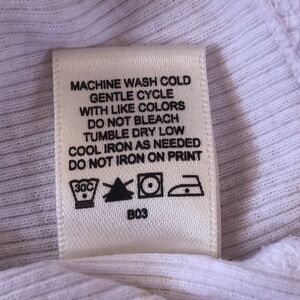 MACHINE WASH COLD
GENTLE CYCLE
WITH LIKE COLORS
DO NOT BLEACH
TUMBLE DRY LOW
COOL IRON AS NEEDED
DO NOT IRON ON PRINT
30C
B03